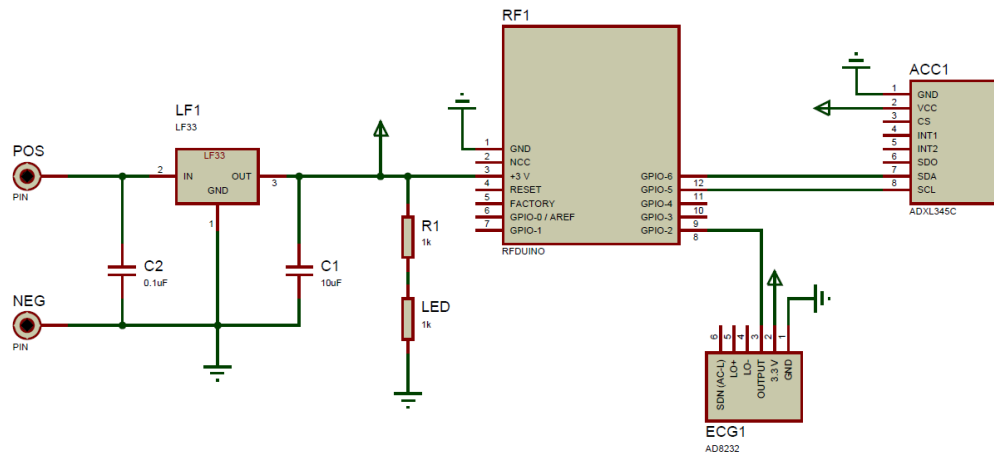 POS
PIN
NEG
PIN
C2
0.1uF
LF1
LF33
LF33
2
IN
OUT
3
GND
1
C1
10uF
R1
1k
LED
1k
RF1
1
GND
2
NCC
3
+3 V
4
RESET
5
FACTORY
6
GPIO-0 / AREF
7
GPIO-1
GPIO-6
12
GPIO-5
11
GPIO-4
10
GPIO-3
9
GPIO-2
8
RFDUINO
ACC1
1
GND
2
VCC
3
CS
4
INT1
5
INT2
6
SDO
7
SDA
8
SCL
ADXL345C
6
SDN (AC-L)
5
LO+
4
LO-
3
OUTPUT
2
3.3 V
1
GND
ECG1
AD8232